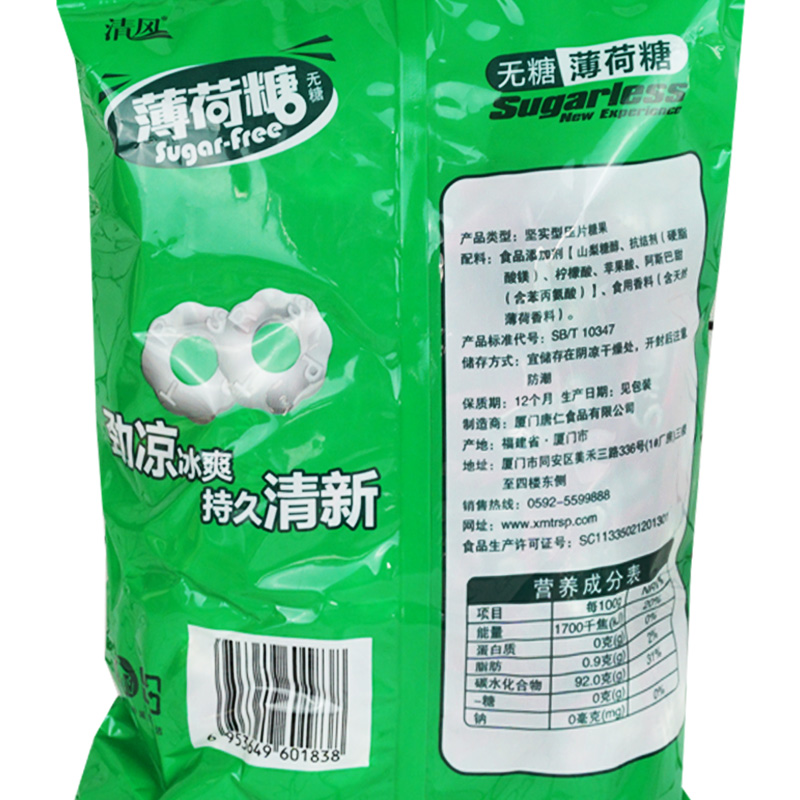 清风®
薄荷糖
无糖
Sugar-Free
劲凉冰爽
持久清新
6 953649 601838
无糖 薄荷糖
Sugarless
New Experience
产品类型：坚实型压片糖果
配料：食品添加剂【山梨糖醇、抗结剂（硬脂
酸镁）、柠檬酸、苹果酸、阿斯巴甜
（含苯丙氨酸）】、食用香料（含天然
薄荷香料）。
产品标准代号：SB/T 10347
储存方式：宜储存在阴凉干燥处，开封后注意
防潮
保质期：12个月 生产日期：见包装
制造商：厦门唐仁食品有限公司
产地：福建省·厦门市
地址：厦门市同安区美禾三路336号(1#厂房)三楼
至四楼东侧
销售热线：0592-5599888
网址：www.xmtrsp.com
食品生产许可证号：SC11335021201301
营养成分表
项目 每100g NRV%
能量 1700千焦(kJ) 20%
蛋白质 0克(g) 0%
脂肪 0.9克(g) 2%
碳水化合物 92.0克(g) 31%
-糖 0克(g)
钠 0毫克(mg) 0%